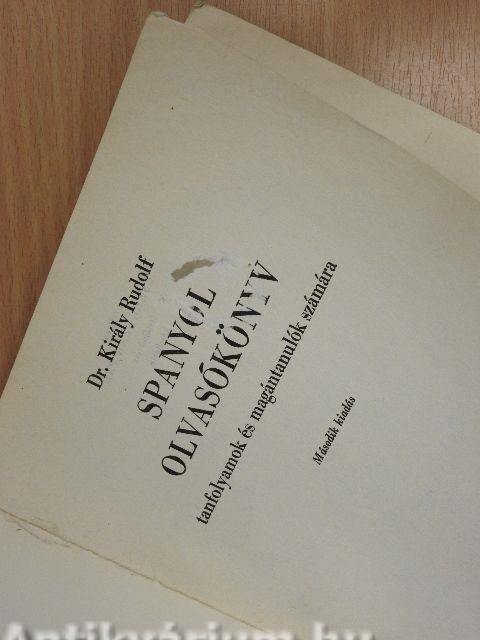 Dr. Király Rudolf
SPANYOL
OLVASÓKÖNYV
tanfolyamok és magántanulók számára
Második kiadás
Antikvárium.hu